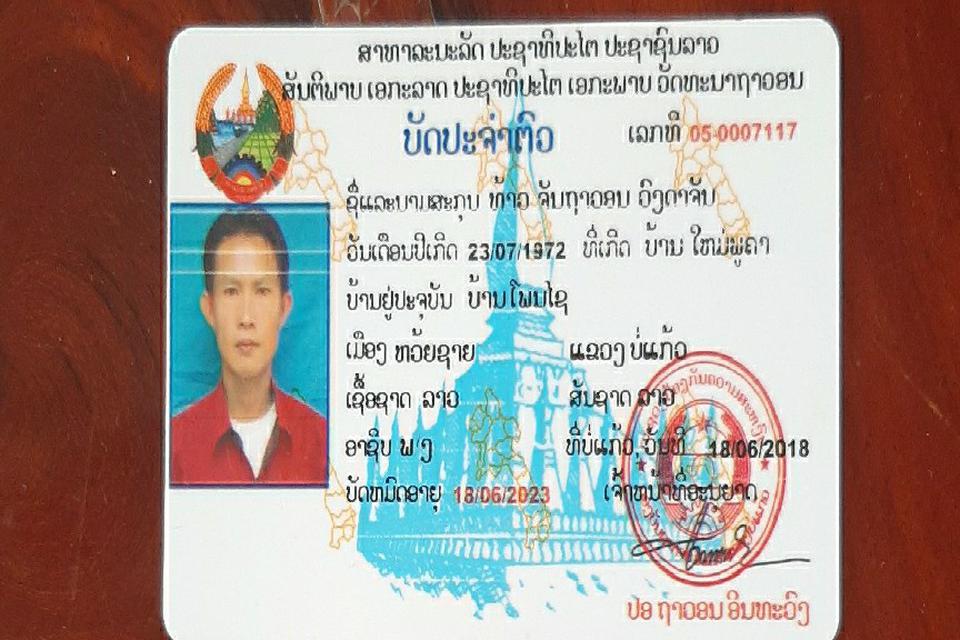 ສາທາລະນະລັດ ປະຊາທິປະໄຕ ປະຊາຊົນລາວ
ສັນຕິພາບ ເອກະລາດ ປະຊາທິປະໄຕ ເອກະພາບ ວັດທະນາຖາວອນ
ບັດປະຈຳຕົວ
ເລກທີ 05-0007117
ຊື່ແລະນາມສະກຸນ ທ້າວ ຈັນຖາວອນ ວົງດາຈັນ
ວັນເດືອນປີເກີດ 23/07/1972 ທີ່ເກີດ ບ້ານ ໃຫມ່ພູຄາ
ບ້ານຢູ່ປະຈຸບັນ ບ້ານໂພນໄຊ
ເມືອງ ຫ້ວຍຊາຍ ແຂວງ ບໍ່ແກ້ວ
ເຊື້ອຊາດ ລາວ ສັນຊາດ ລາວ
ອາຊີບ ພ ງ ທີ່ບໍ່ແກ້ວ, ວັນທີ 18/06/2018
ບັດຫມົດອາຍຸ 18/06/2023 ເຈົ້າຫນ້າທີ່ອະນຸຍາດ
ປອ ຖາວອນ ອິນທະວົງ